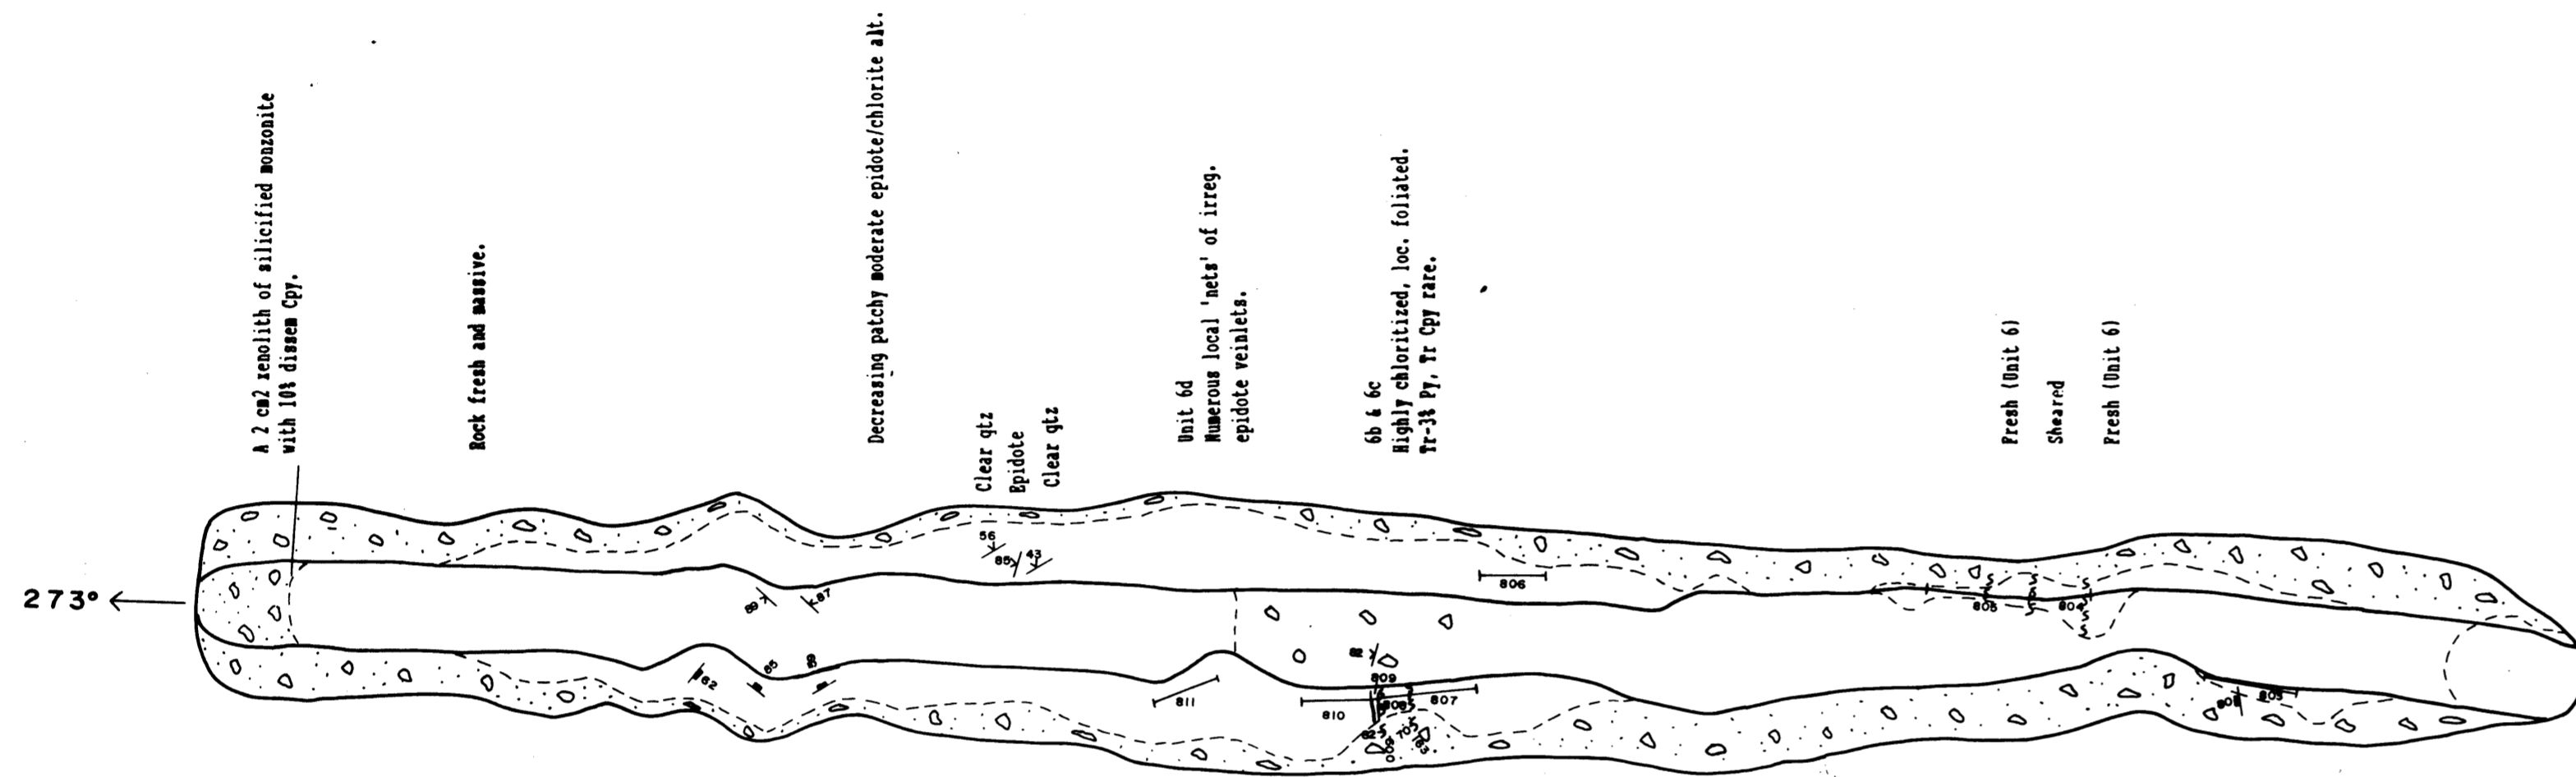 A 2 cm2 xenolith of silicified monzonite
with 10% dissem Cpy.
Rock fresh and massive.
Decreasing patchy moderate epidote/chlorite alt.
Clear qtz
Epidote
Clear qtz
Unit 6d
Numerous local 'nets' of irreg.
epidote veinlets.
6b & 6c
Highly chloritized, loc. foliated.
Tr-3% Py, Tr Cpy rare.
Fresh (Unit 6)
Sheared
Fresh (Unit 6)
273°
56
85
43
806
89
87
805
804
65
89
62
809
811
810
807
803